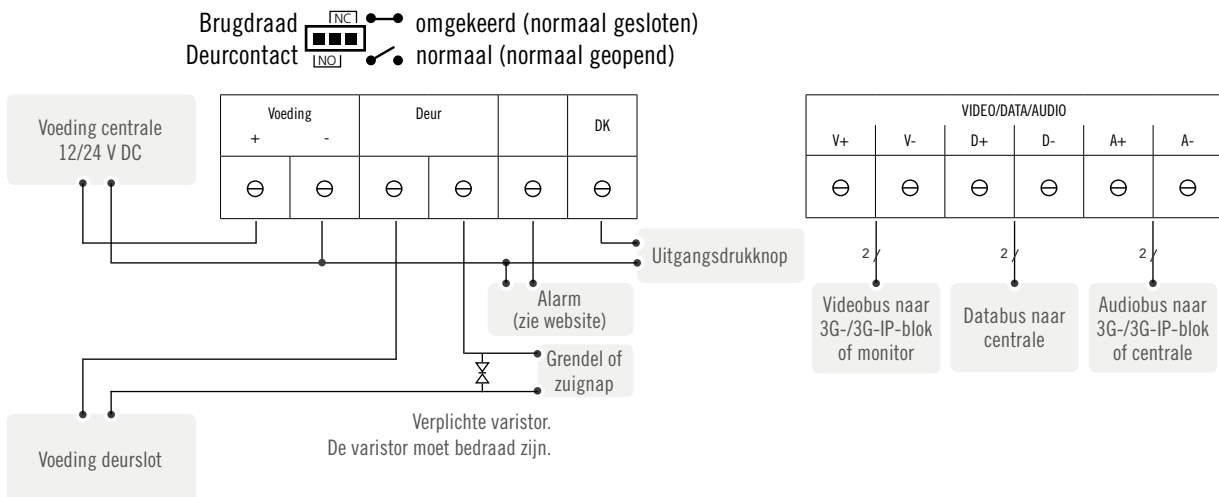 Brugdraad NC omgekeerd (normaal gesloten)
Deurcontact NO normaal (normaal geopend)
Voeding centrale
12/24 V DC
Voeding
+ -
Deur
DK
VIDEO/DATA/AUDIO
V+ V- D+ D- A+ A-
Uitgangsdrukknop
Alarm
(zie website)
Grendel of
zuignap
Verplichte varistor.
De varistor moet bedraad zijn.
Voeding deurslot
2 2 2
Videobus naar
3G-/3G-IP-blok
of monitor
Databus naar
centrale
Audiobus naar
3G-/3G-IP-blok
of centrale